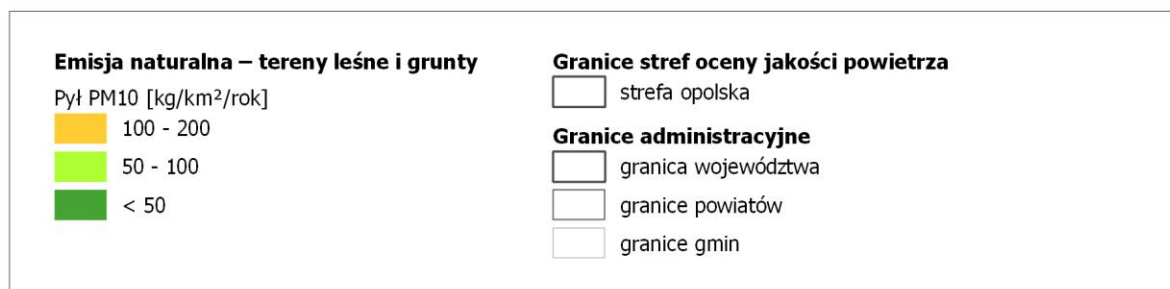 Emisja naturalna – tereny leśne i grunty
Pył PM10 [kg/km²/rok]
100 - 200
50 - 100
< 50
Granice stref oceny jakości powietrza
strefa opolska
Granice administracyjne
granica województwa
granice powiatów
granice gmin